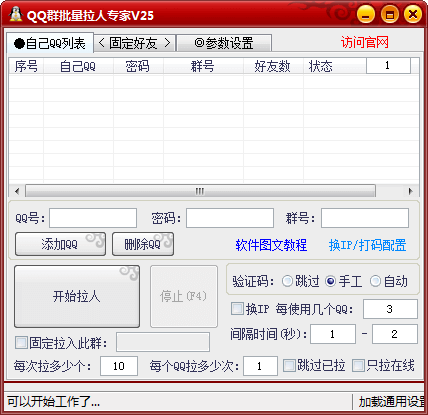 QQ群批量拉人专家V25
●自己QQ列表 < 固定好友 > ◎参数设置 访问官网
序号 自己QQ 密码 群号 好友数 状态 1
QQ号: 密码: 群号:
添加QQ 删除QQ 软件图文教程 换IP/打码配置
开始拉人 停止(F4) 验证码: 跳过 手工 自动
换IP 每使用几个QQ: 3
间隔时间(秒): 1 - 2
固定拉入此群:
每次拉多少个: 10 每个QQ拉多少次: 1 跳过已拉 只拉在线
可以开始工作了... 加载通用设